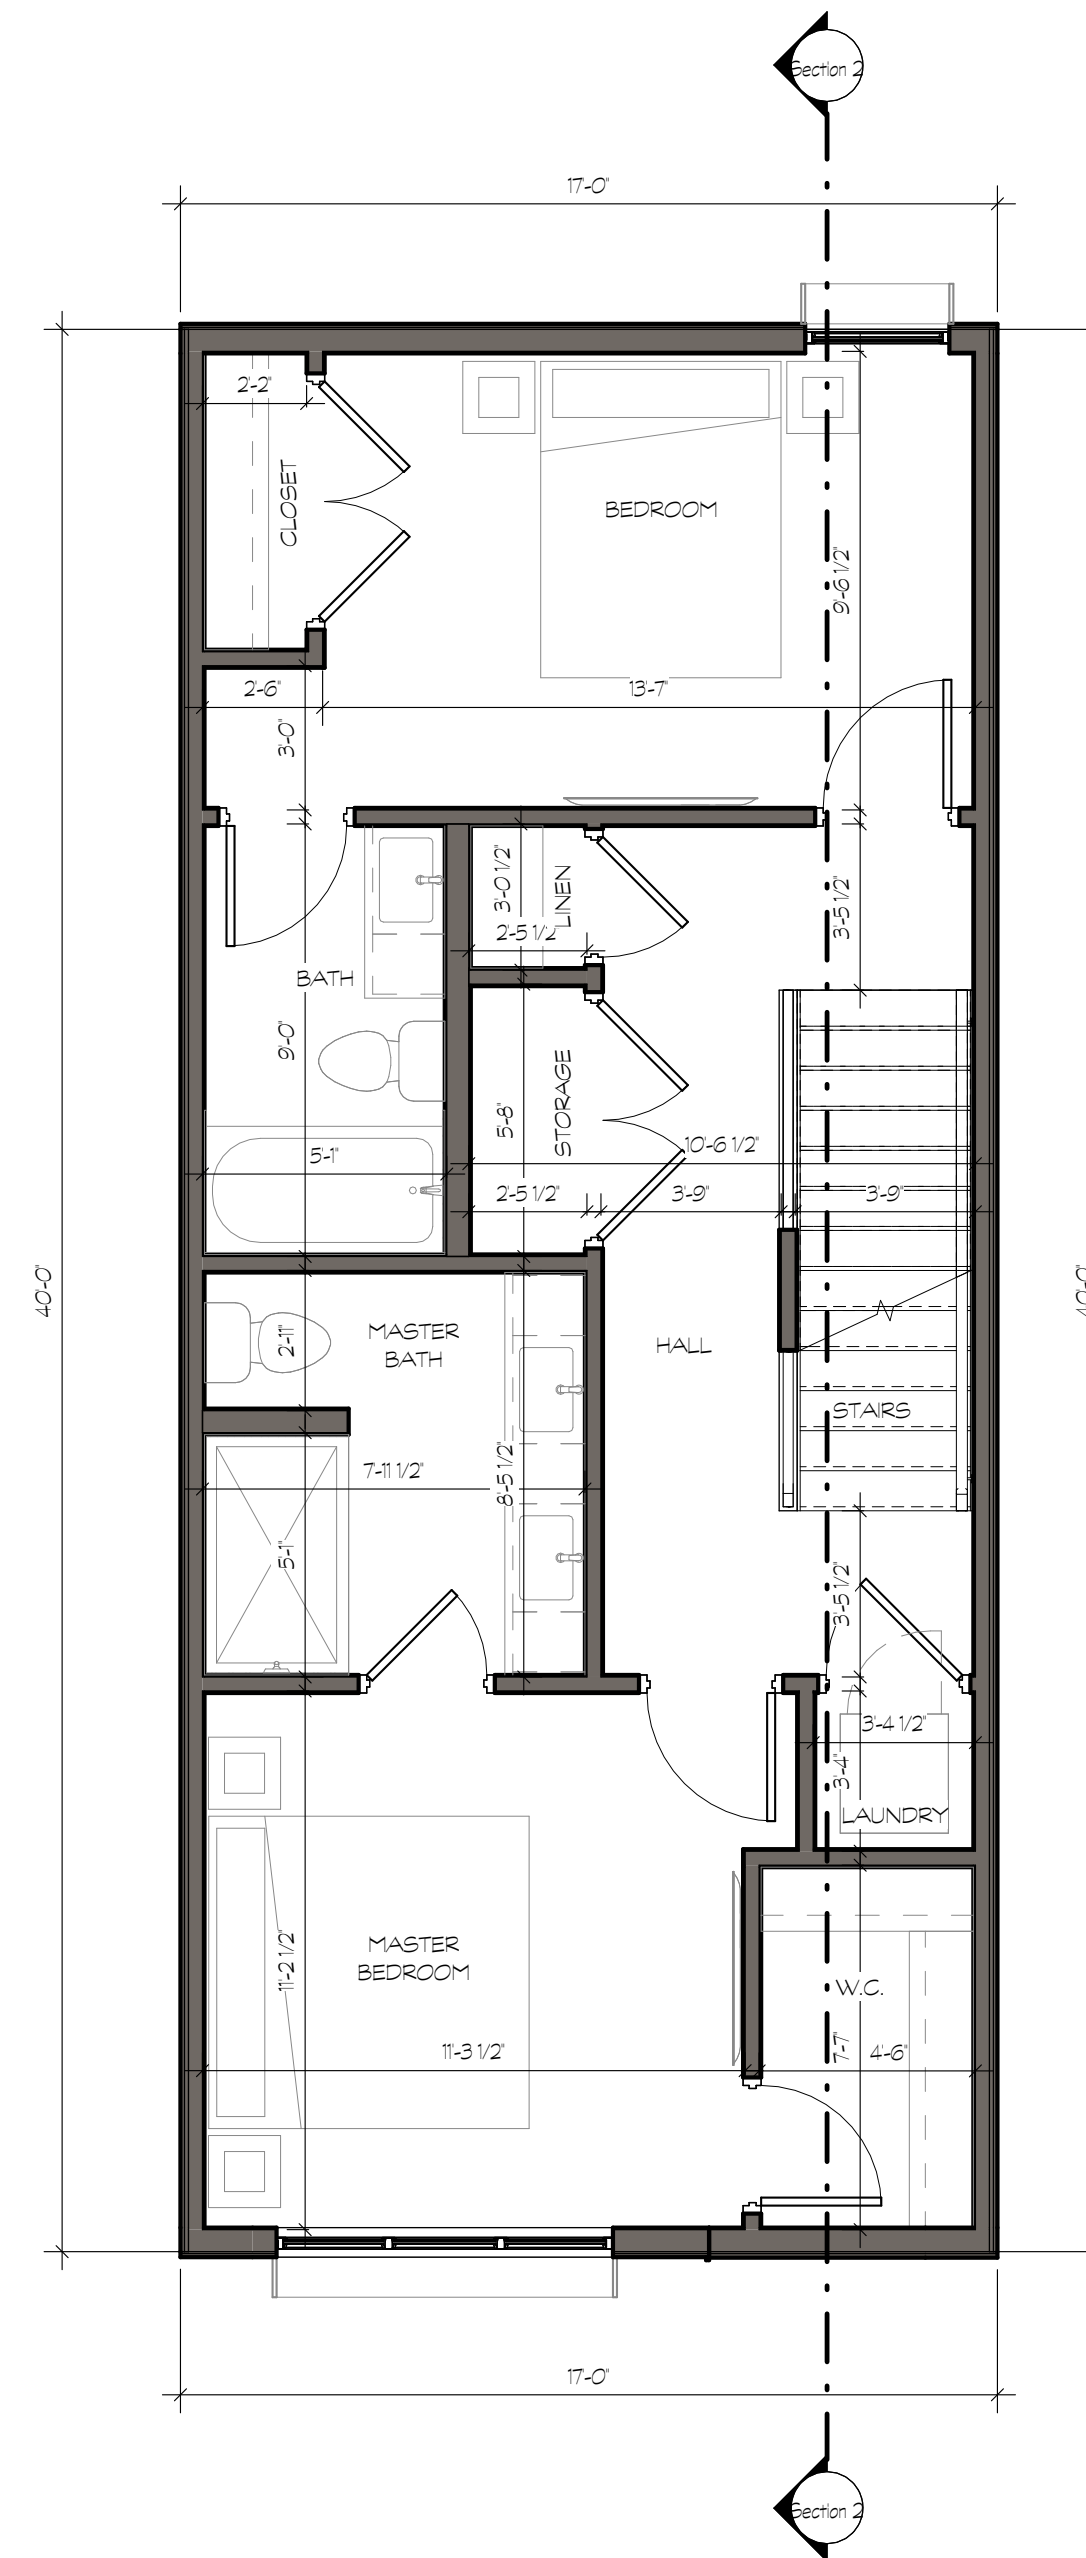 Section 2
17'-0"
2'-2"
CLOSET
BEDROOM
9'-6 1/2"
2'-6"
13'-7"
3'-0"
3'-0 1/2"
LINEN
3'-5 1/2"
2'-5 1/2"
BATH
9'-0"
5'-8"
STORAGE
10'-6 1/2"
5'-1"
2'-5 1/2"
3'-9"
3'-9"
40'-0"
40'-0"
2'-11"
MASTER
BATH
HALL
STAIRS
7'-11 1/2"
8'-5 1/2"
5'-1"
3'-5 1/2"
3'-4 1/2"
3'-4"
LAUNDRY
11'-2 1/2"
MASTER
BEDROOM
W.C.
11'-3 1/2"
7'-7"
4'-6"
17'-0"
Section 2